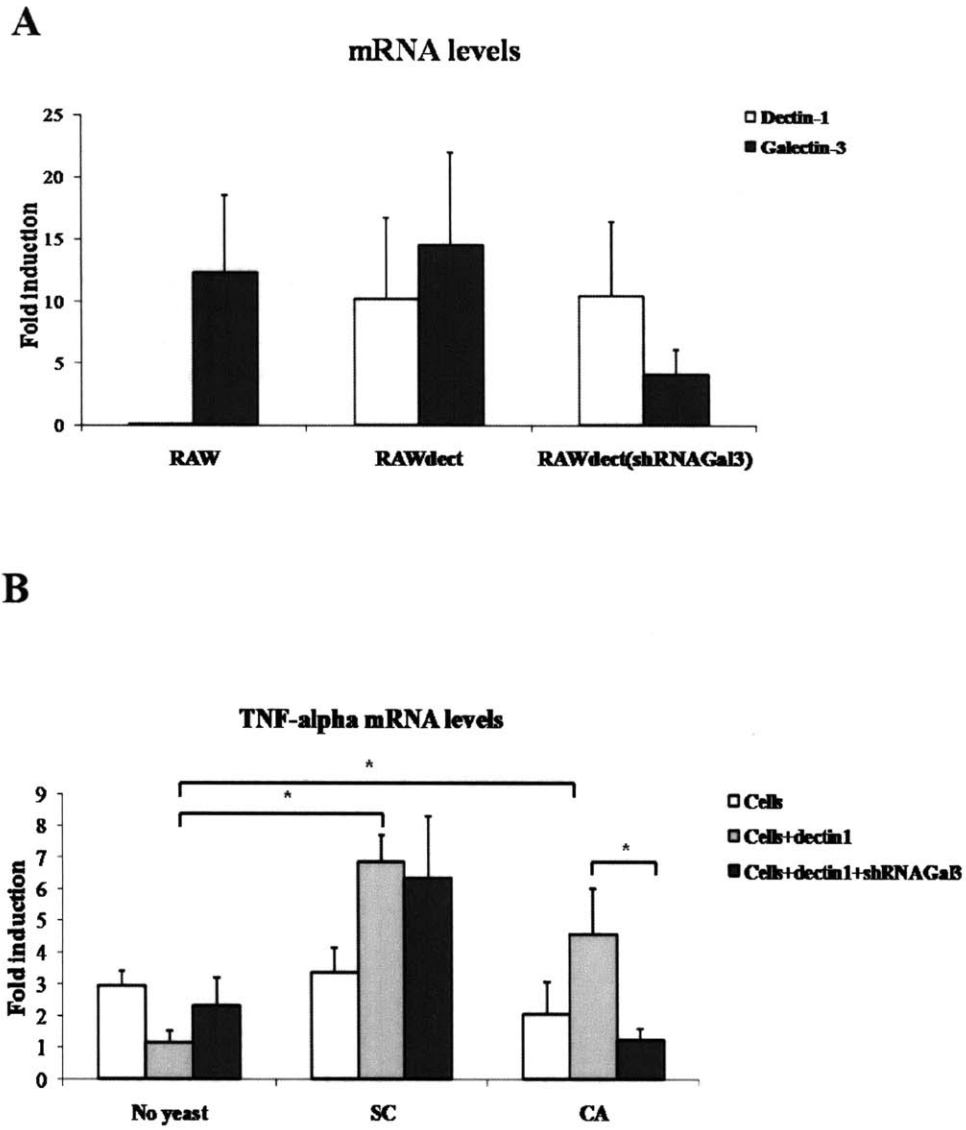 A
mRNA levels
25
20
15
10
5
0
Fold induction
Dectin-1
Galectin-3
RAW
RAWdect
RAWdect(shRNAGal3)
B
TNF-alpha mRNA levels
*
*
*
9
8
7
6
5
4
3
2
1
0
Fold induction
Cells
Cells+dectin1
Cells+dectin1+shRNAGal3
No yeast
SC
CA